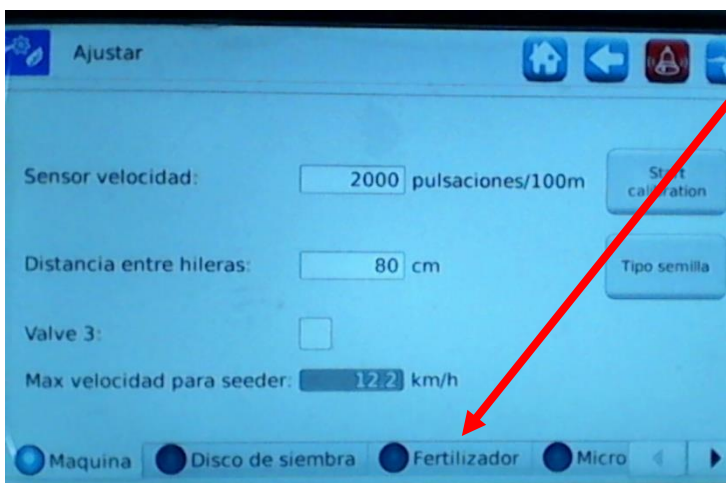 Ajustar
Sensor velocidad: 2000 pulsaciones/100m
Start calibration
Distancia entre hileras: 80 cm
Tipo semilla
Valve 3:
Max velocidad para seeder: 12.2 km/h
Maquina Disco de siembra Fertilizador Micro